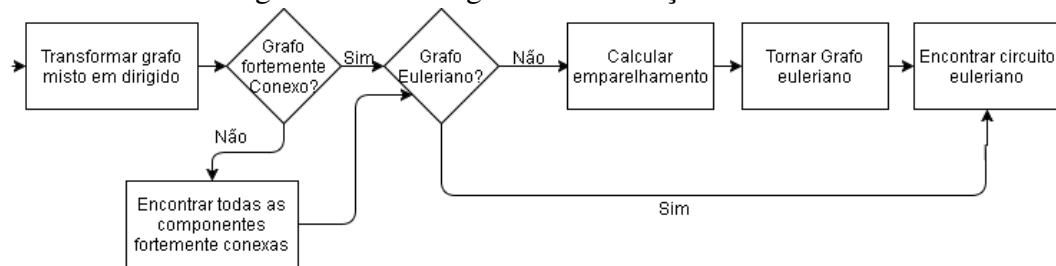 Transformar grafo
misto em dirigido
Grafo
fortemente
Conexo?
Sim
Grafo
Euleriano?
Não
Calcular
emparelhamento
Tornar Grafo
euleriano
Encontrar circuito
euleriano
Não
Encontrar todas as
componentes
fortemente conexas
Sim